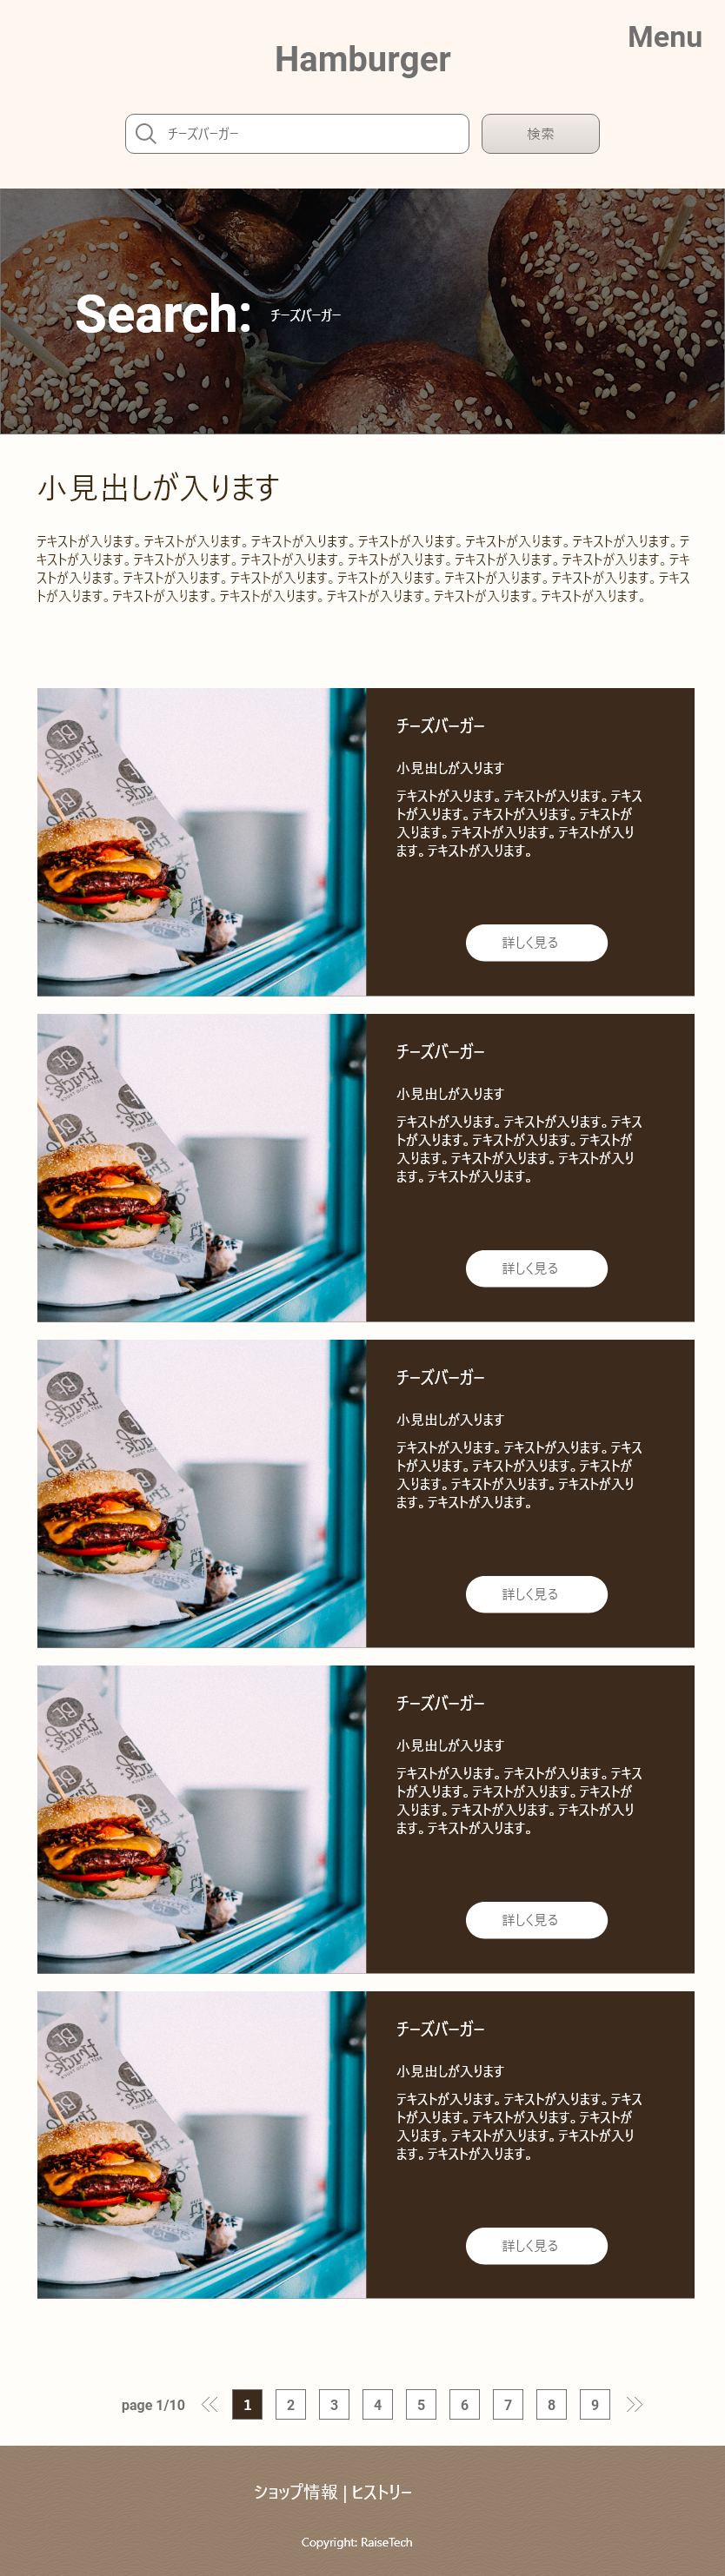 Menu
Hamburger
チーズバーガー
検索
Search: チーズバーガー
小見出しが入ります
テキストが入ります。テキストが入ります。テキストが入ります。テキストが入ります。テキストが入ります。テキストが入ります。テ
キストが入ります。テキストが入ります。テキストが入ります。テキストが入ります。テキストが入ります。テキストが入ります。テキ
ストが入ります。テキストが入ります。テキストが入ります。テキストが入ります。テキストが入ります。テキストが入ります。テキス
トが入ります。テキストが入ります。テキストが入ります。テキストが入ります。テキストが入ります。テキストが入ります。
チーズバーガー
小見出しが入ります
テキストが入ります。テキストが入ります。テキス
トが入ります。テキストが入ります。テキストが
入ります。テキストが入ります。テキストが入り
ます。テキストが入ります。
詳しく見る
チーズバーガー
小見出しが入ります
テキストが入ります。テキストが入ります。テキス
トが入ります。テキストが入ります。テキストが
入ります。テキストが入ります。テキストが入り
ます。テキストが入ります。
詳しく見る
チーズバーガー
小見出しが入ります
テキストが入ります。テキストが入ります。テキス
トが入ります。テキストが入ります。テキストが
入ります。テキストが入ります。テキストが入り
ます。テキストが入ります。
詳しく見る
チーズバーガー
小見出しが入ります
テキストが入ります。テキストが入ります。テキス
トが入ります。テキストが入ります。テキストが
入ります。テキストが入ります。テキストが入り
ます。テキストが入ります。
詳しく見る
チーズバーガー
小見出しが入ります
テキストが入ります。テキストが入ります。テキス
トが入ります。テキストが入ります。テキストが
入ります。テキストが入ります。テキストが入り
ます。テキストが入ります。
詳しく見る
page 1/10 1 2 3 4 5 6 7 8 9
ショップ情報 | ヒストリー
Copyright: RaiseTech